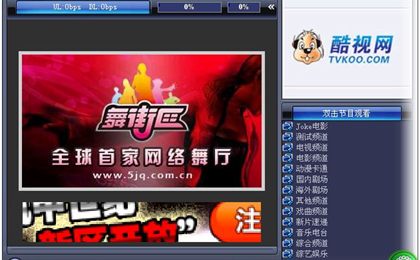 UL:0bps DL:0bps
0%
0%
酷视网
TVKOO.COM
舞街区
全球首家网络舞厅
www.5jq.com.cn
新区开放
注
双击节目观看
Joke电影
测试频道
电视频道
电影频道
动漫卡通
国内剧场
海外剧场
其他频道
戏曲频道
新片速递
音乐电台
综合频道
综艺娱乐